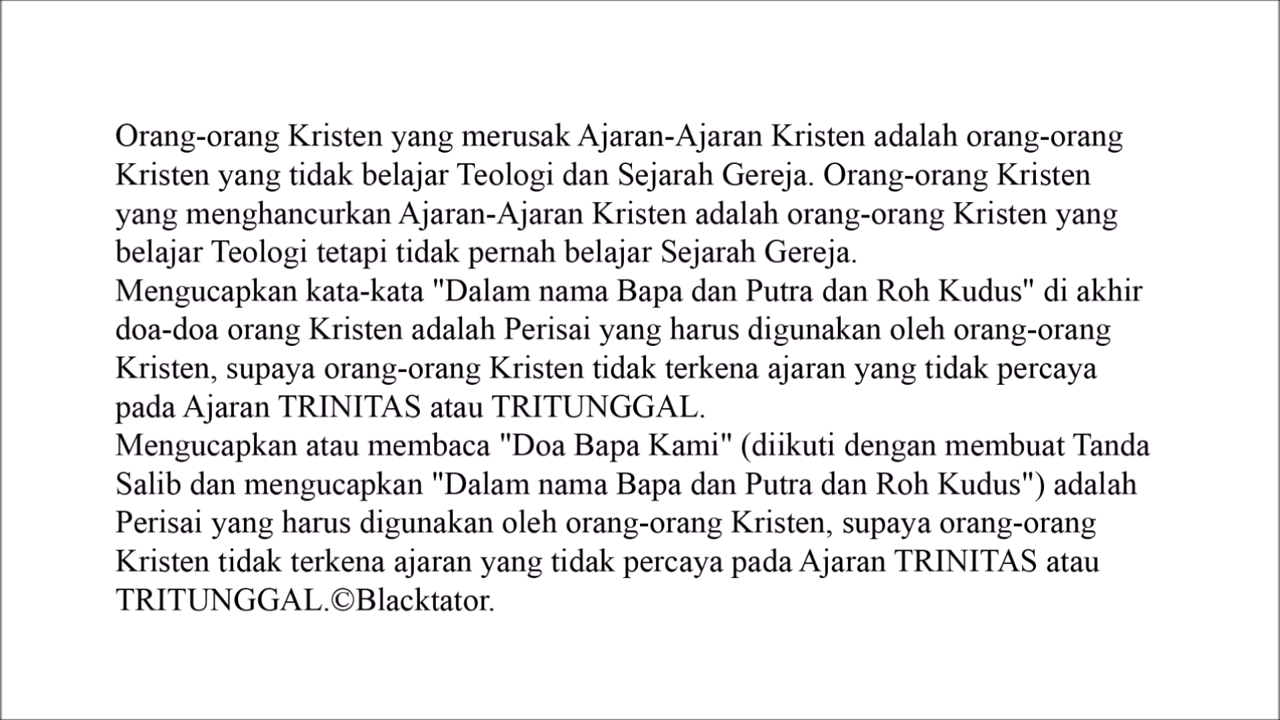 Orang-orang Kristen yang merusak Ajaran-Ajaran Kristen adalah orang-orang
Kristen yang tidak belajar Teologi dan Sejarah Gereja. Orang-orang Kristen
yang menghancurkan Ajaran-Ajaran Kristen adalah orang-orang Kristen yang
belajar Teologi tetapi tidak pernah belajar Sejarah Gereja.
Mengucapkan kata-kata "Dalam nama Bapa dan Putra dan Roh Kudus" di akhir
doa-doa orang Kristen adalah Perisai yang harus digunakan oleh orang-orang
Kristen, supaya orang-orang Kristen tidak terkena ajaran yang tidak percaya
pada Ajaran TRINITAS atau TRITUNGGAL.
Mengucapkan atau membaca "Doa Bapa Kami" (diikuti dengan membuat Tanda
Salib dan mengucapkan "Dalam nama Bapa dan Putra dan Roh Kudus") adalah
Perisai yang harus digunakan oleh orang-orang Kristen, supaya orang-orang
Kristen tidak terkena ajaran yang tidak percaya pada Ajaran TRINITAS atau
TRITUNGGAL.©Blacktator.